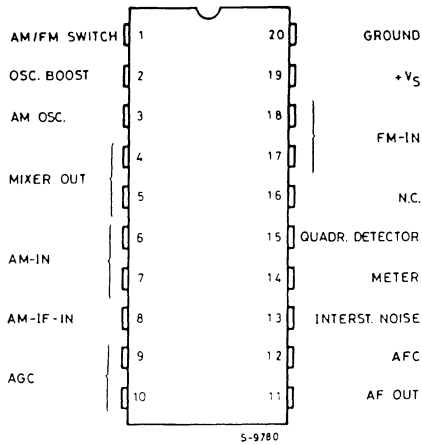 AM/FM SWITCH 1 20 GROUND
OSC. BOOST 2 19 +VS
AM OSC. 3 18
FM-IN
4 17
MIXER OUT
5 16 N.C.
6 15 QUADR. DETECTOR
AM-IN
7 14 METER
AM-IF-IN 8 13 INTERST. NOISE
9 12 AFC
AGC
10 11 AF OUT
S-9780